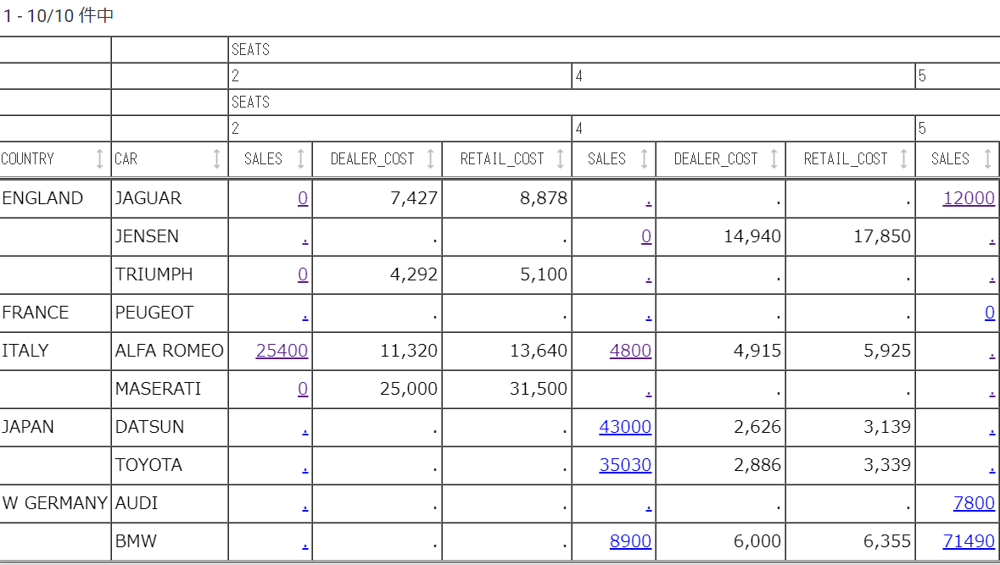 1 - 10/10 件中
SEATS
2 4 5
SEATS
2 4 5
COUNTRY CAR SALES DEALER_COST RETAIL_COST SALES DEALER_COST RETAIL_COST SALES
ENGLAND JAGUAR 0 7,427 8,878 . . . 12000
JENSEN . . . 0 14,940 17,850 .
TRIUMPH 0 4,292 5,100 . . . .
FRANCE PEUGEOT . . . . . . 0
ITALY ALFA ROMEO 25400 11,320 13,640 4800 4,915 5,925 .
MASERATI 0 25,000 31,500 . . . .
JAPAN DATSUN . . . 43000 2,626 3,139 .
TOYOTA . . . 35030 2,886 3,339 .
W GERMANY AUDI . . . . . . 7800
BMW . . . 8900 6,000 6,355 71490